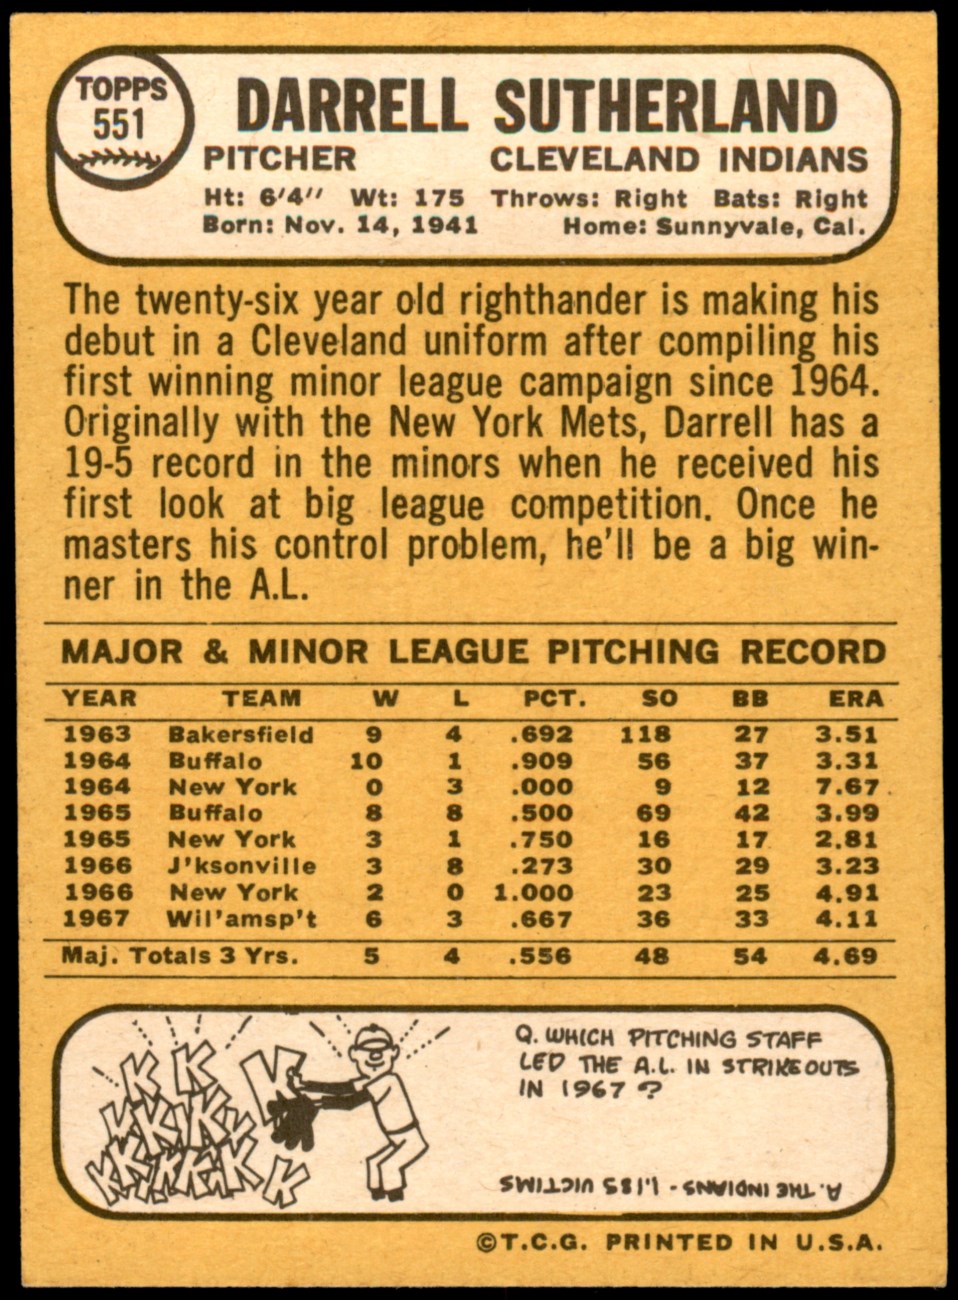 TOPPS
551
DARRELL SUTHERLAND
PITCHER CLEVELAND INDIANS
Ht: 6'4" Wt: 175 Throws: Right Bats: Right
Born: Nov. 14, 1941 Home: Sunnyvale, Cal.
The twenty-six year old righthander is making his
debut in a Cleveland uniform after compiling his
first winning minor league campaign since 1964.
Originally with the New York Mets, Darrell has a
19-5 record in the minors when he received his
first look at big league competition. Once he
masters his control problem, he'll be a big win-
ner in the A.L.
MAJOR & MINOR LEAGUE PITCHING RECORD
YEAR TEAM W L PCT. SO BB ERA
1963 Bakersfield 9 4 .692 118 27 3.51
1964 Buffalo 10 1 .909 56 37 3.31
1964 New York 0 3 .000 9 12 7.67
1965 Buffalo 8 8 .500 69 42 3.99
1965 New York 3 1 .750 16 17 2.81
1966 J'ksonville 3 8 .273 30 29 3.23
1966 New York 2 0 1.000 23 25 4.91
1967 Wil'amsp't 6 3 .667 36 33 4.11
Maj. Totals 3 Yrs. 5 4 .556 48 54 4.69
Q. WHICH PITCHING STAFF
LED THE A.L. IN STRIKEOUTS
IN 1967?
A. THE INDIANS - 1,185 VICTIMS
K K K K K K K K K K K K K K
©T.C.G. PRINTED IN U.S.A.